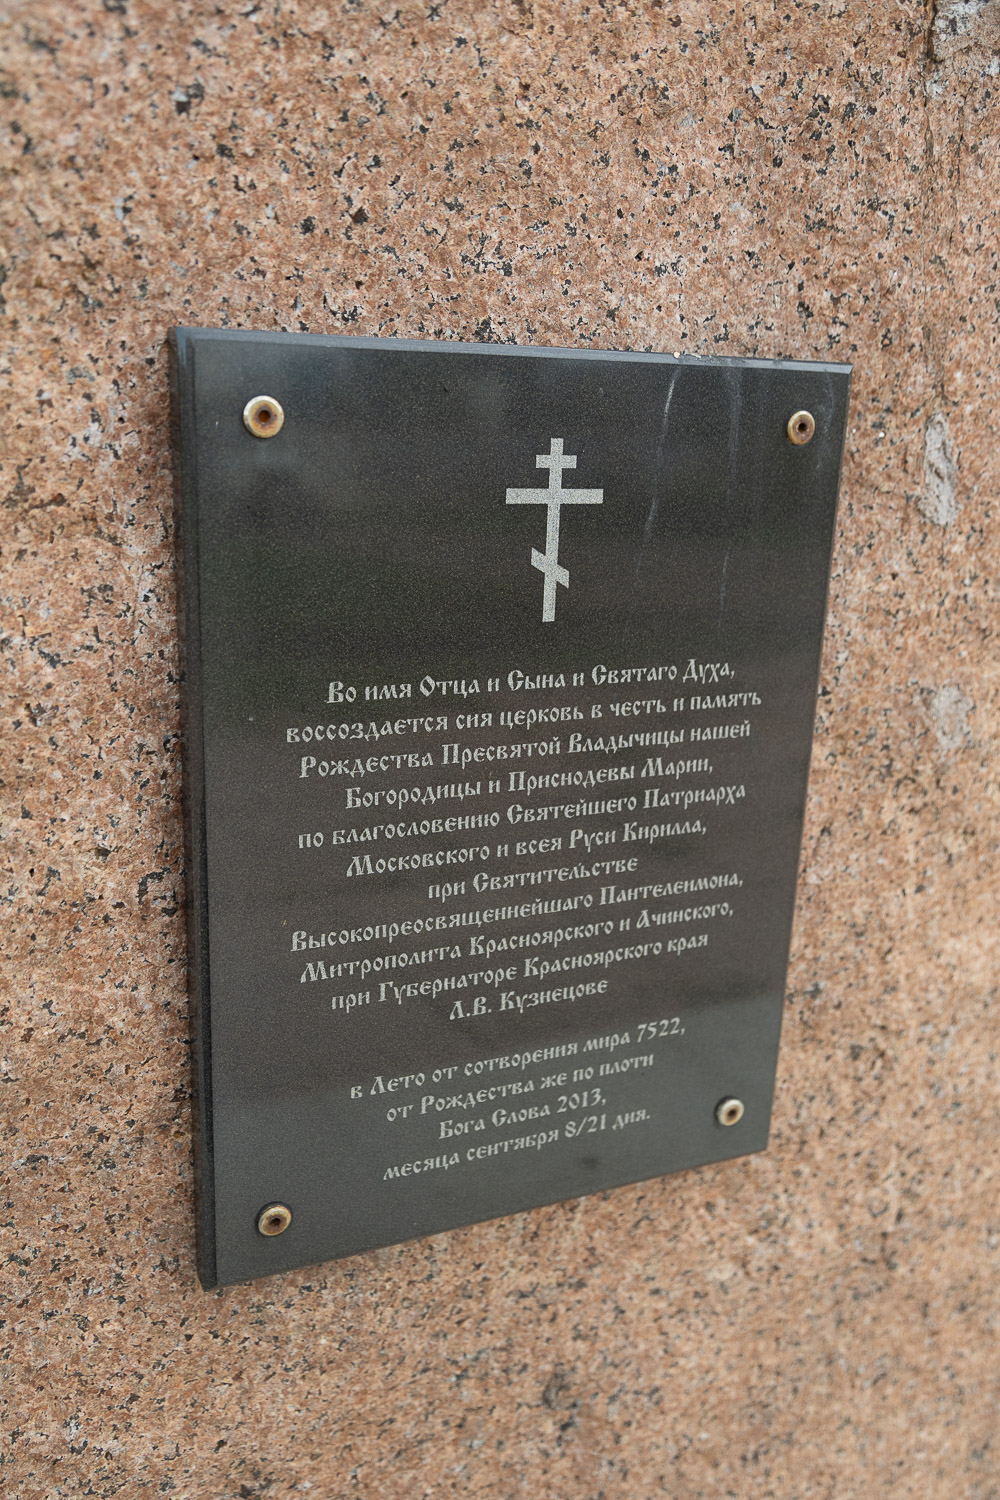 Во имя Отца и Сына и Святаго Духа,
воссоздается сия церковь в честь и память
Рождества Пресвятой Владычицы нашей
Богородицы и Приснодевы Марии,
по благословению Святейшего Патриарха
Московского и всея Руси Кирилла,
при Святительстве
Высокопреосвященнейшаго Пантелеимона,
Митрополита Красноярского и Ачинского,
при Губернаторе Красноярского края
Л.В. Кузнецове
в Лето от сотворения мира 7522,
от Рождества же по плоти
Бога Слова 2013,
месяца сентября 8/21 дня.